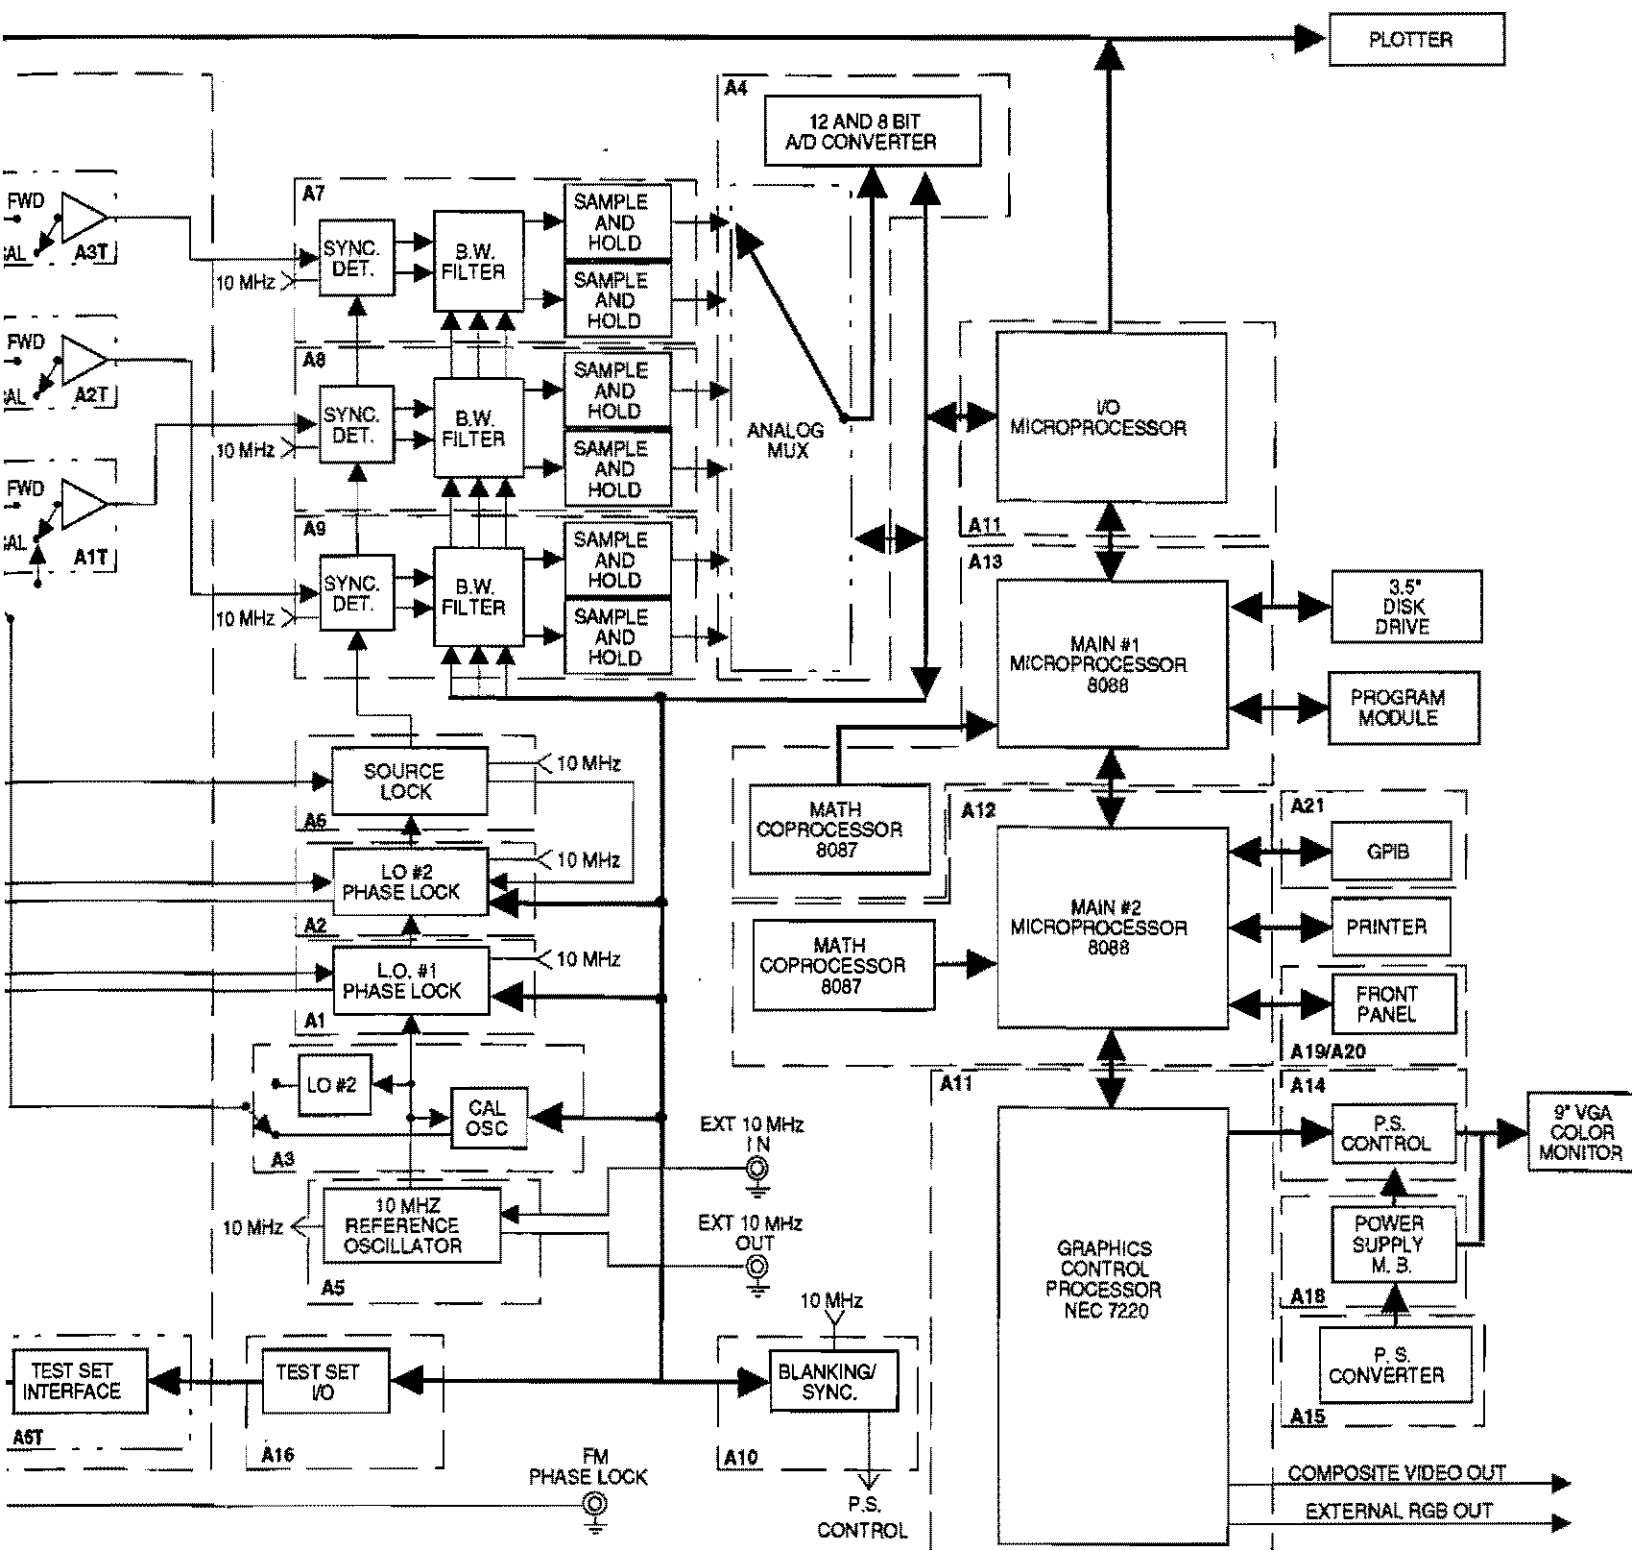 PLOTTER
A4
12 AND 8 BIT
A/D CONVERTER
FWD
A3T
A7
SYNC.
DET.
10 MHz
B.W.
FILTER
SAMPLE
AND
HOLD
SAMPLE
AND
HOLD
FWD
A2T
A8
SYNC.
DET.
10 MHz
B.W.
FILTER
SAMPLE
AND
HOLD
SAMPLE
AND
HOLD
ANALOG
MUX
I/O
MICROPROCESSOR
A11
FWD
A1T
A9
SYNC.
DET.
10 MHz
B.W.
FILTER
SAMPLE
AND
HOLD
SAMPLE
AND
HOLD
A13
MAIN #1
MICROPROCESSOR
8088
3.5"
DISK
DRIVE
PROGRAM
MODULE
SOURCE
LOCK
10 MHz
A6
LO #2
PHASE LOCK
10 MHz
A2
L.O. #1
PHASE LOCK
10 MHz
A1
MATH
COPROCESSOR
8087
A12
MAIN #2
MICROPROCESSOR
8088
MATH
COPROCESSOR
8087
A21
GPIB
PRINTER
FRONT
PANEL
A19/A20
LO #2
CAL
OSC
A3
EXT 10 MHz
IN
10 MHZ
REFERENCE
OSCILLATOR
10 MHz
A5
EXT 10 MHz
OUT
A11
GRAPHICS
CONTROL
PROCESSOR
NEC 7220
A14
P.S.
CONTROL
9" VGA
COLOR
MONITOR
POWER
SUPPLY
M. B.
A18
P. S.
CONVERTER
A15
TEST SET
INTERFACE
A6T
TEST SET
I/O
A16
10 MHz
BLANKING/
SYNC.
A10
P.S.
CONTROL
FM
PHASE LOCK
COMPOSITE VIDEO OUT
EXTERNAL RGB OUT